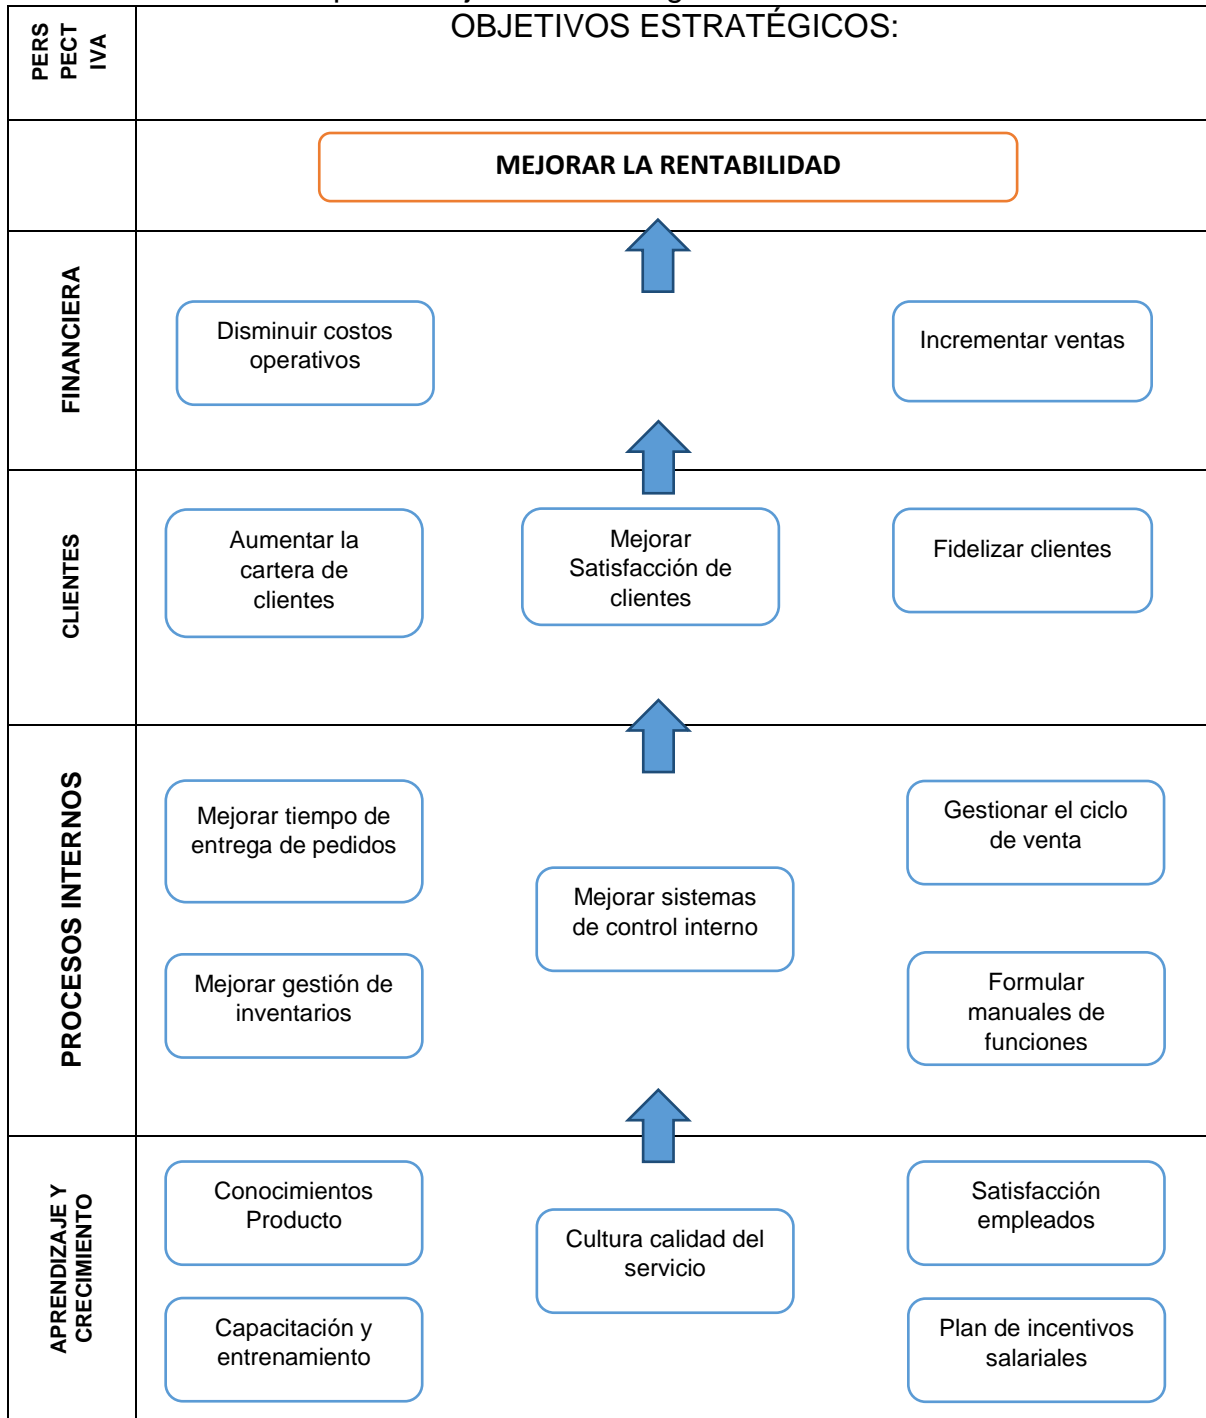 PERS
PECT
IVA
OBJETIVOS ESTRATÉGICOS:
MEJORAR LA RENTABILIDAD
FINANCIERA
Disminuir costos
operativos
Incrementar ventas
CLIENTES
Aumentar la
cartera de
clientes
Mejorar
Satisfacción de
clientes
Fidelizar clientes
PROCESOS INTERNOS
Mejorar tiempo de
entrega de pedidos
Gestionar el ciclo
de venta
Mejorar sistemas
de control interno
Mejorar gestión de
inventarios
Formular
manuales de
funciones
APRENDIZAJE Y
CRECIMIENTO
Conocimientos
Producto
Cultura calidad del
servicio
Satisfacción
empleados
Capacitación y
entrenamiento
Plan de incentivos
salariales